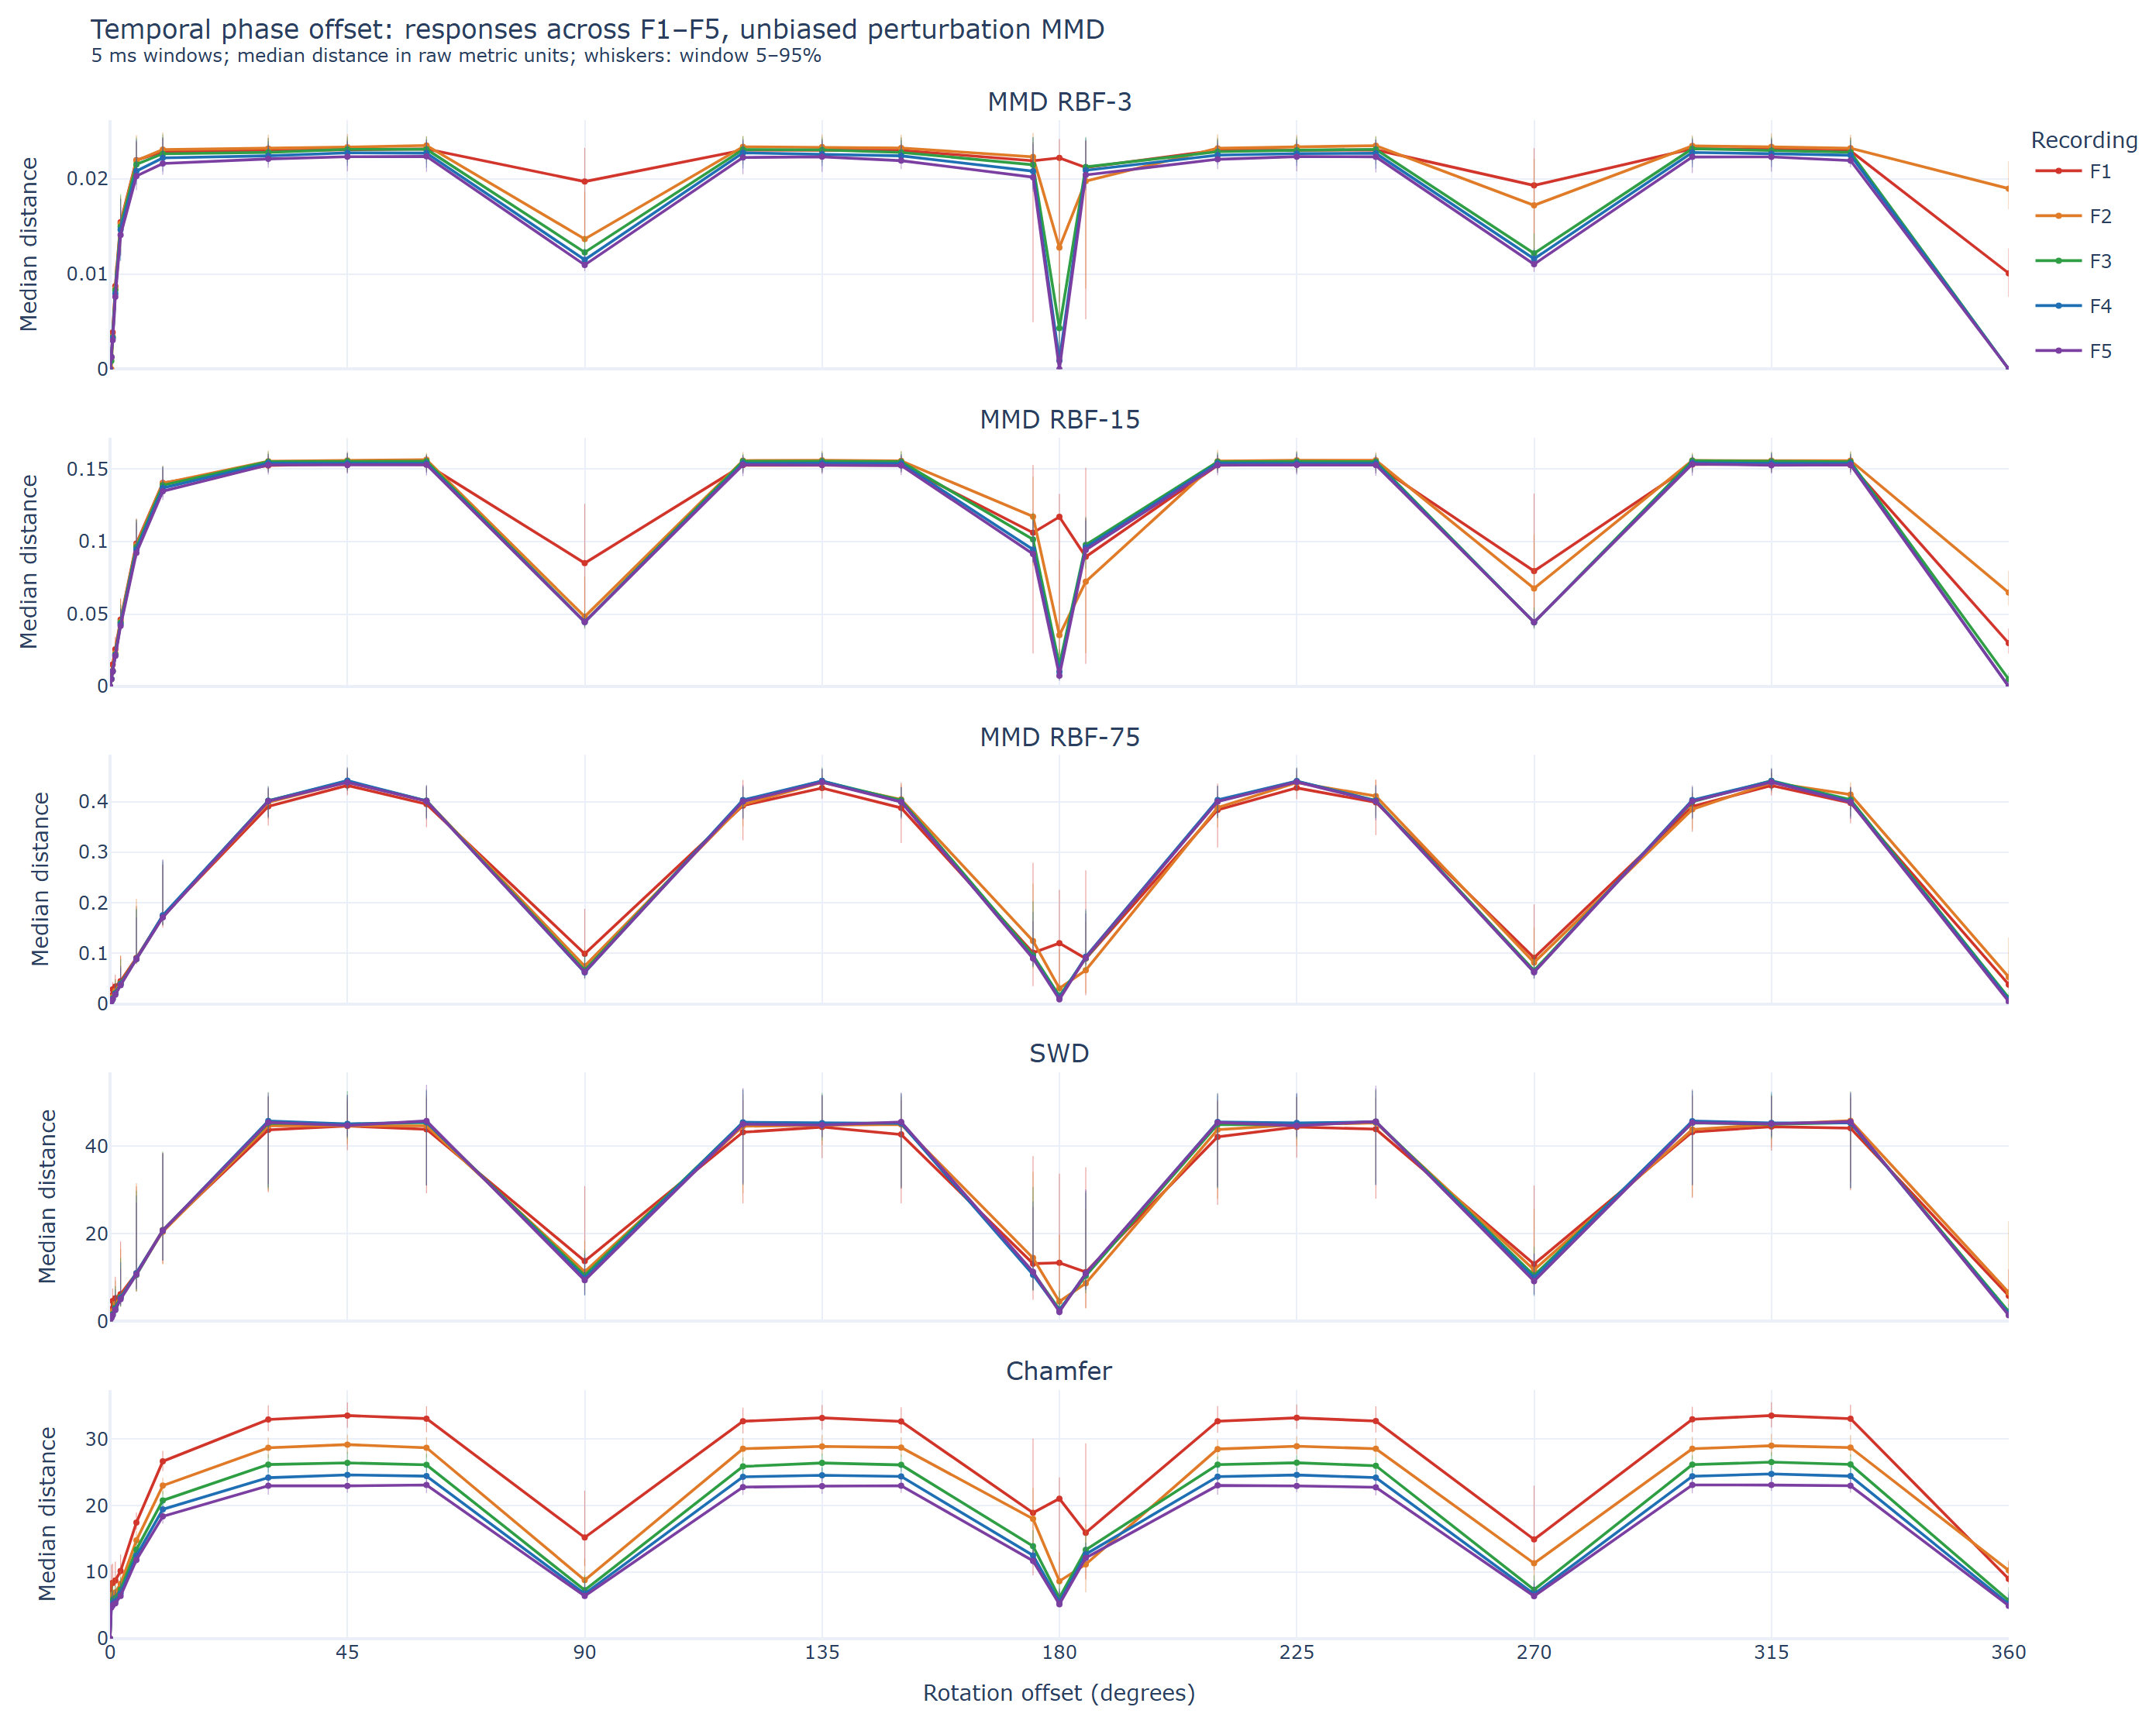 Temporal phase offset: responses across F1–F5, unbiased perturbation MMD
5 ms windows; median distance in raw metric units; whiskers: window 5–95%
MMD RBF-3
Median distance
0.02
0.01
0
Recording
F1
F2
F3
F4
F5
MMD RBF-15
Median distance
0.15
0.1
0.05
0
MMD RBF-75
Median distance
0.4
0.3
0.2
0.1
0
SWD
Median distance
40
20
0
Chamfer
Median distance
30
20
10
0
0 45 90 135 180 225 270 315 360
Rotation offset (degrees)